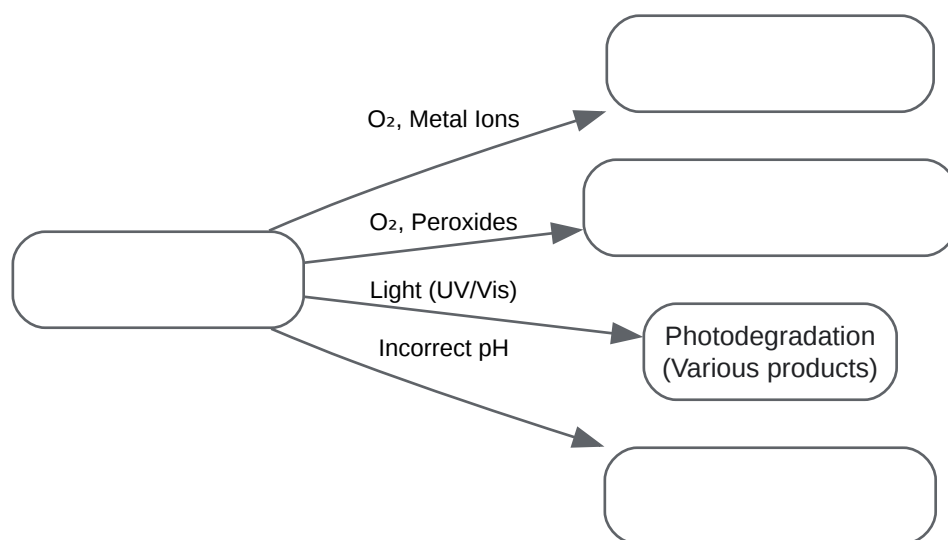 O₂, Metal Ions
O₂, Peroxides
Light (UV/Vis)
Photodegradation
(Various products)
Incorrect pH